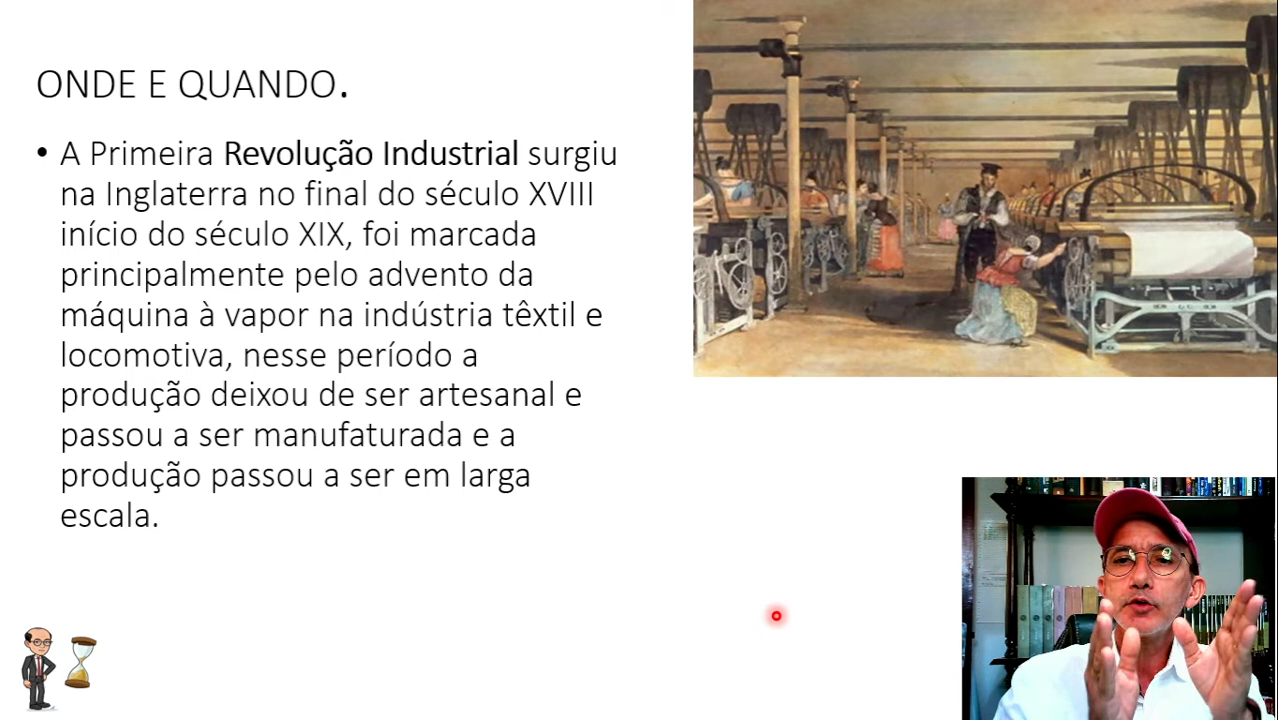 ONDE E QUANDO.
• A Primeira Revolução Industrial surgiu
na Inglaterra no final do século XVIII
início do século XIX, foi marcada
principalmente pelo advento da
máquina à vapor na indústria têxtil e
locomotiva, nesse período a
produção deixou de ser artesanal e
passou a ser manufaturada e a
produção passou a ser em larga
escala.